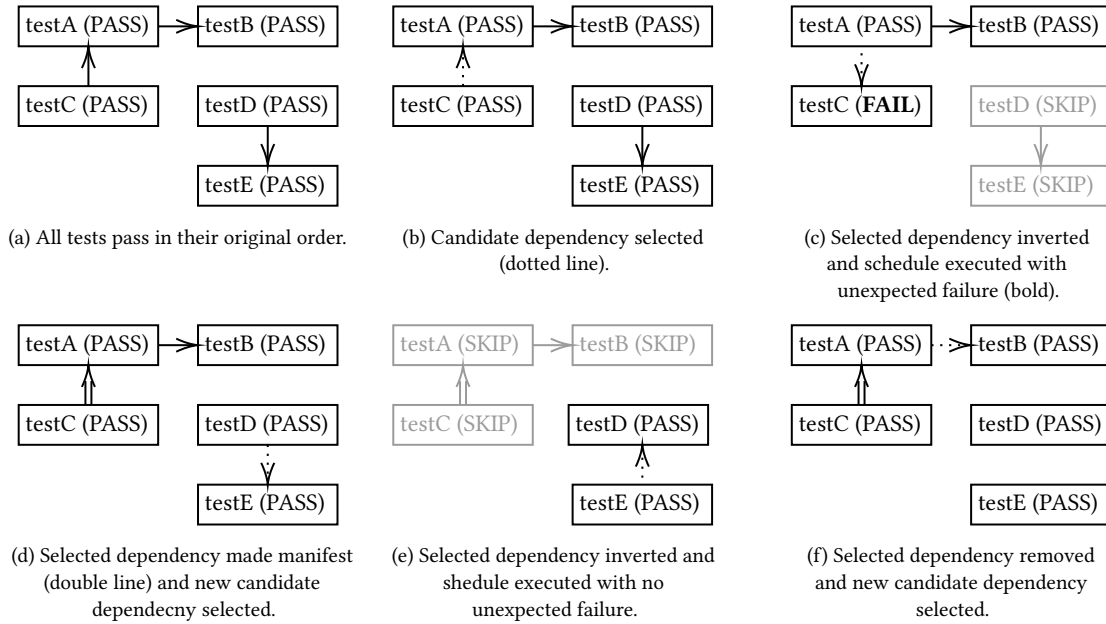 testA (PASS)
testB (PASS)
testC (PASS)
testD (PASS)
testE (PASS)
(a) All tests pass in their original order.
testA (PASS)
testB (PASS)
testC (PASS)
testD (PASS)
testE (PASS)
(b) Candidate dependency selected
(dotted line).
testA (PASS)
testB (PASS)
testC (FAIL)
testD (SKIP)
testE (SKIP)
(c) Selected dependency inverted
and schedule executed with
unexpected failure (bold).
testA (PASS)
testB (PASS)
testC (PASS)
testD (PASS)
testE (PASS)
(d) Selected dependency made manifest
(double line) and new candidate
dependecny selected.
testA (SKIP)
testB (SKIP)
testC (SKIP)
testD (PASS)
testE (PASS)
(e) Selected dependency inverted and
shedule executed with no
unexpected failure.
testA (PASS)
testB (PASS)
testC (PASS)
testD (PASS)
testE (PASS)
(f) Selected dependency removed
and new candidate dependency
selected.